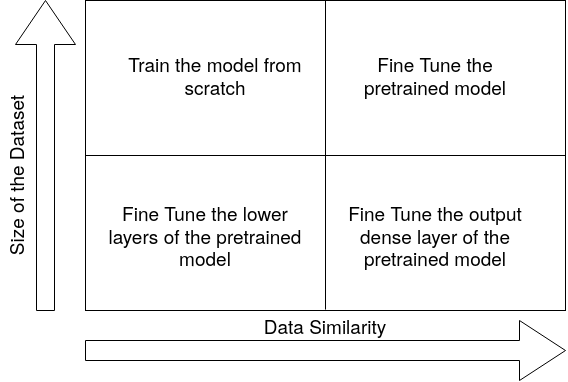 Train the model from
scratch
Fine Tune the
pretrained model
Size of the Dataset
Fine Tune the lower
layers of the pretrained
model
Fine Tune the output
dense layer of the
pretrained model
Data Similarity